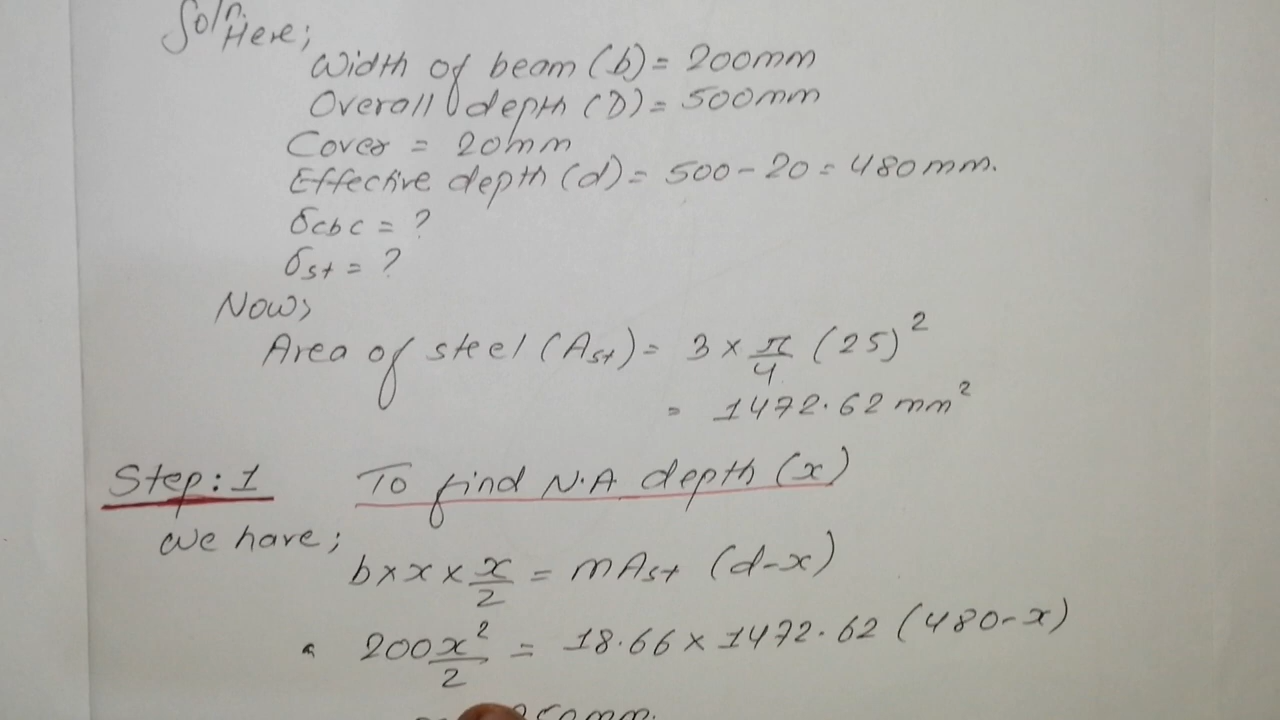 Soln.
Here;
Width of beam (b) = 200mm
Overall depth (D) = 500mm
Cover = 20mm
Effective depth (d) = 500 - 20 = 480mm.
σcbc = ?
σst = ?
Now,
Area of steel (Ast) = 3 × π/4 (25)²
= 1472.62 mm²
Step: 1 To find N.A depth (x)
We have;
b × x × x/2 = mAst (d-x)
200x²/2 = 18.66 × 1472.62 (480-x)
mm.